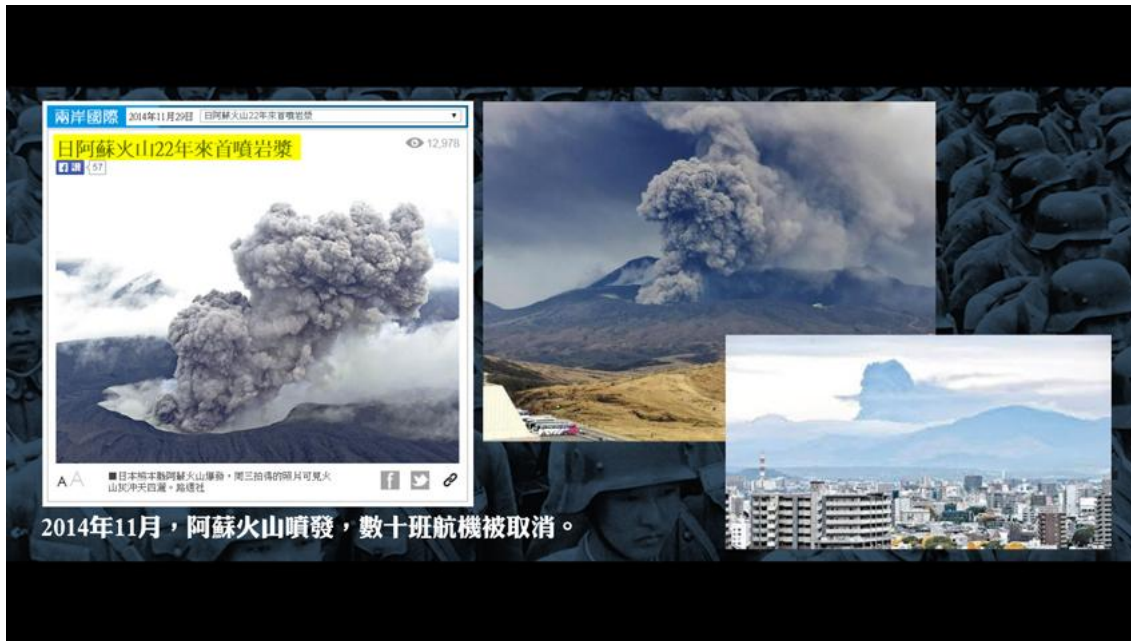 兩岸國際 2014年11月29日 日阿蘇火山22年來首噴岩漿
日阿蘇火山22年來首噴岩漿
12,978
讚 57
A A
■日本熊本縣阿蘇火山爆發，周三拍得的照片可見火
山灰沖天四灑。路透社
2014年11月，阿蘇火山噴發，數十班航機被取消。